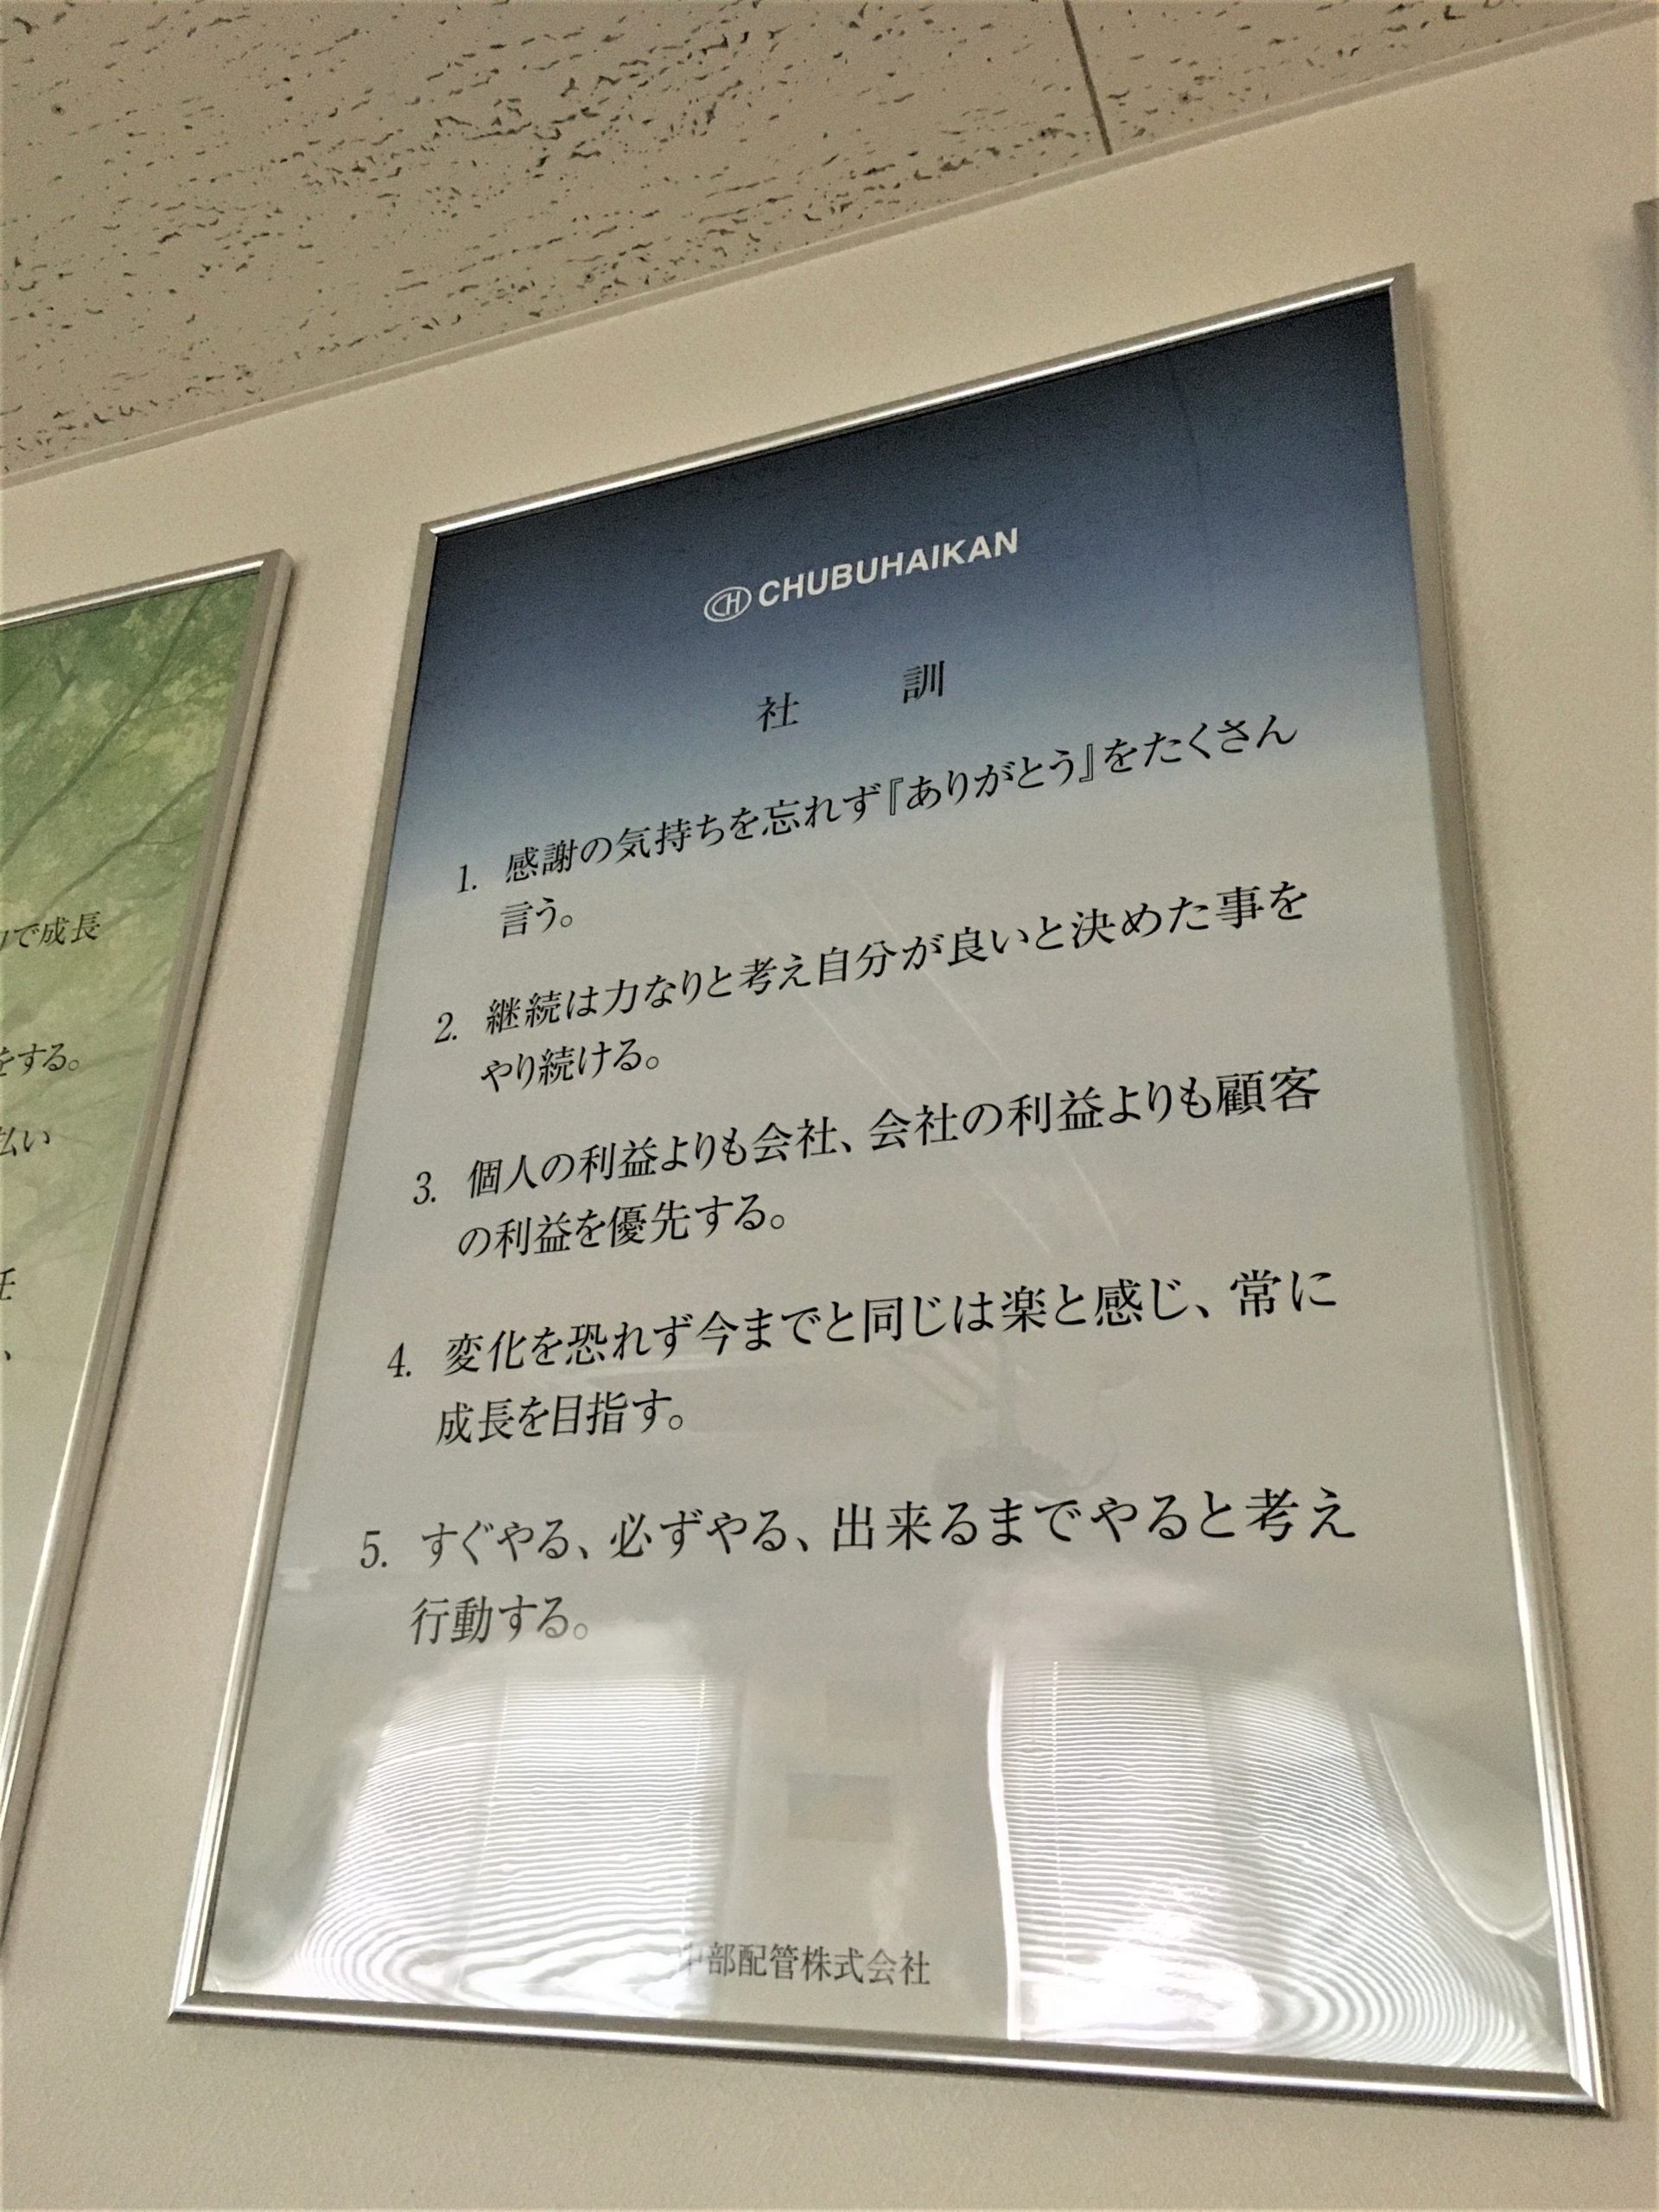 CH CHUBUHAIKAN
社 訓
1. 感謝の気持ちを忘れず『ありがとう』をたくさん
言う。
2. 継続は力なりと考え自分が良いと決めた事を
やり続ける。
3. 個人の利益よりも会社、会社の利益よりも顧客
の利益を優先する。
4. 変化を恐れず今までと同じは楽と感じ、常に
成長を目指す。
5. すぐやる、必ずやる、出来るまでやると考え
行動する。
中部配管株式会社
で成長
をする。
払い